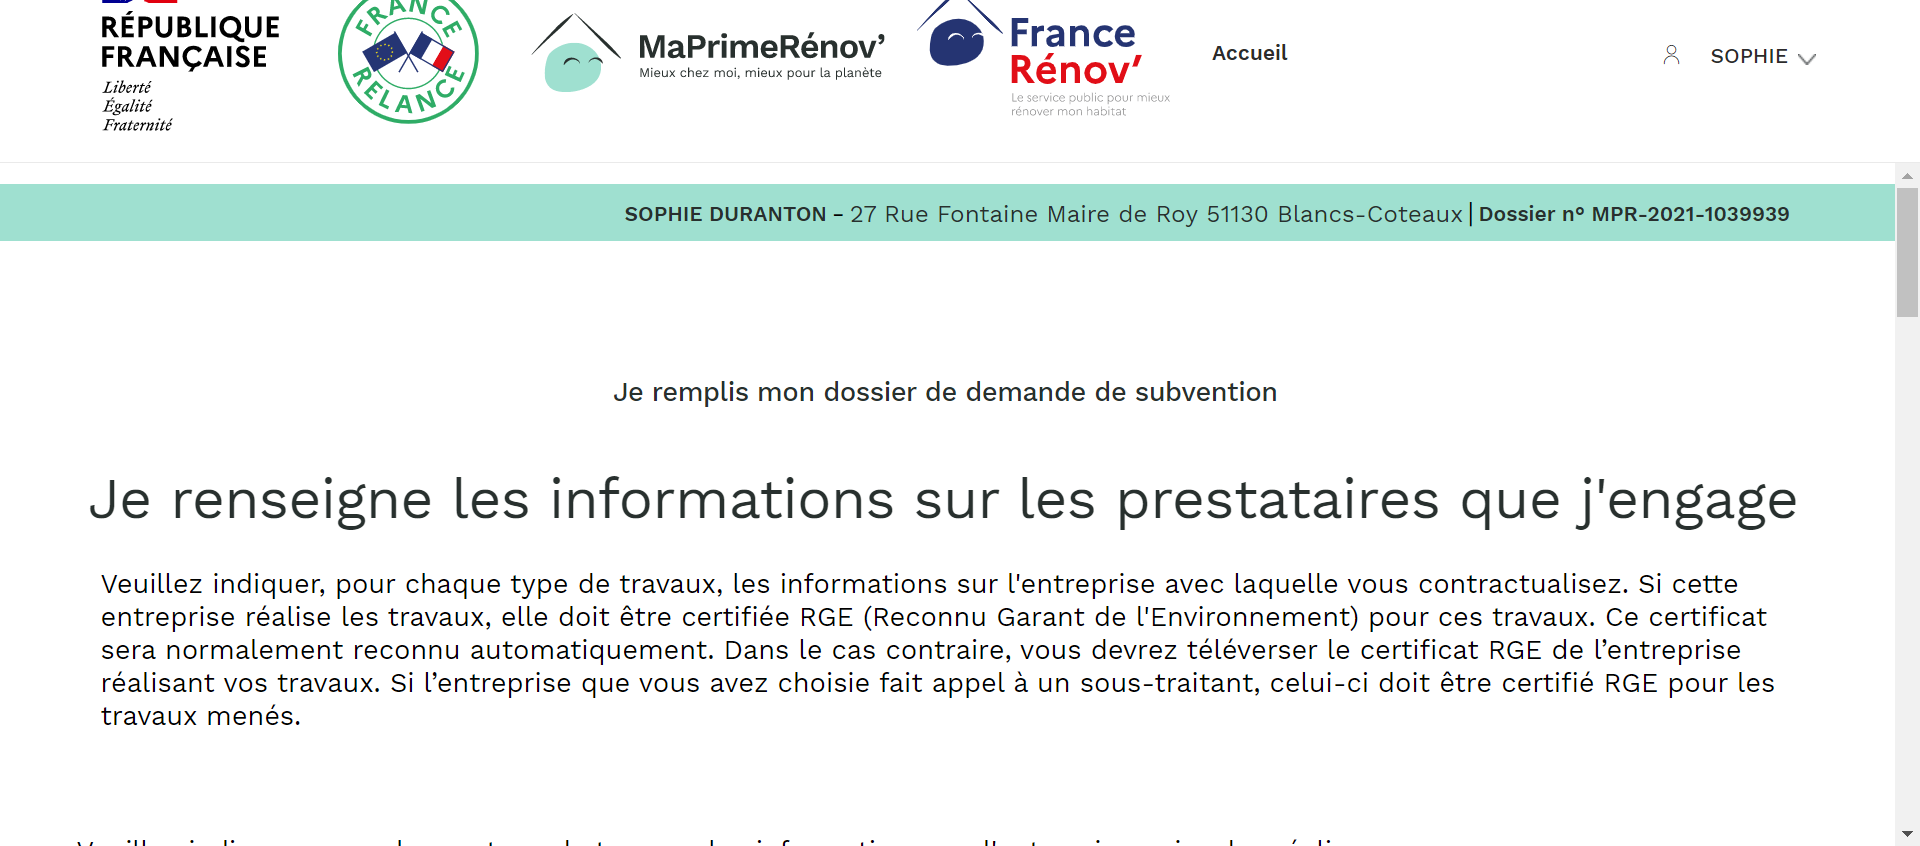 RÉPUBLIQUE
FRANÇAISE
Liberté
Égalité
Fraternité
FRANCE
RELANCE
MaPrimeRénov’
Mieux chez moi, mieux pour la planète
France
Rénov’
Le service public pour mieux
rénover mon habitat
Accueil
SOPHIE
SOPHIE DURANTON - 27 Rue Fontaine Maire de Roy 51130 Blancs-Coteaux | Dossier n° MPR-2021-1039939
Je remplis mon dossier de demande de subvention
Je renseigne les informations sur les prestataires que j'engage
Veuillez indiquer, pour chaque type de travaux, les informations sur l'entreprise avec laquelle vous contractualisez. Si cette
entreprise réalise les travaux, elle doit être certifiée RGE (Reconnu Garant de l'Environnement) pour ces travaux. Ce certificat
sera normalement reconnu automatiquement. Dans le cas contraire, vous devrez téléverser le certificat RGE de l’entreprise
réalisant vos travaux. Si l’entreprise que vous avez choisie fait appel à un sous-traitant, celui-ci doit être certifié RGE pour les
travaux menés.